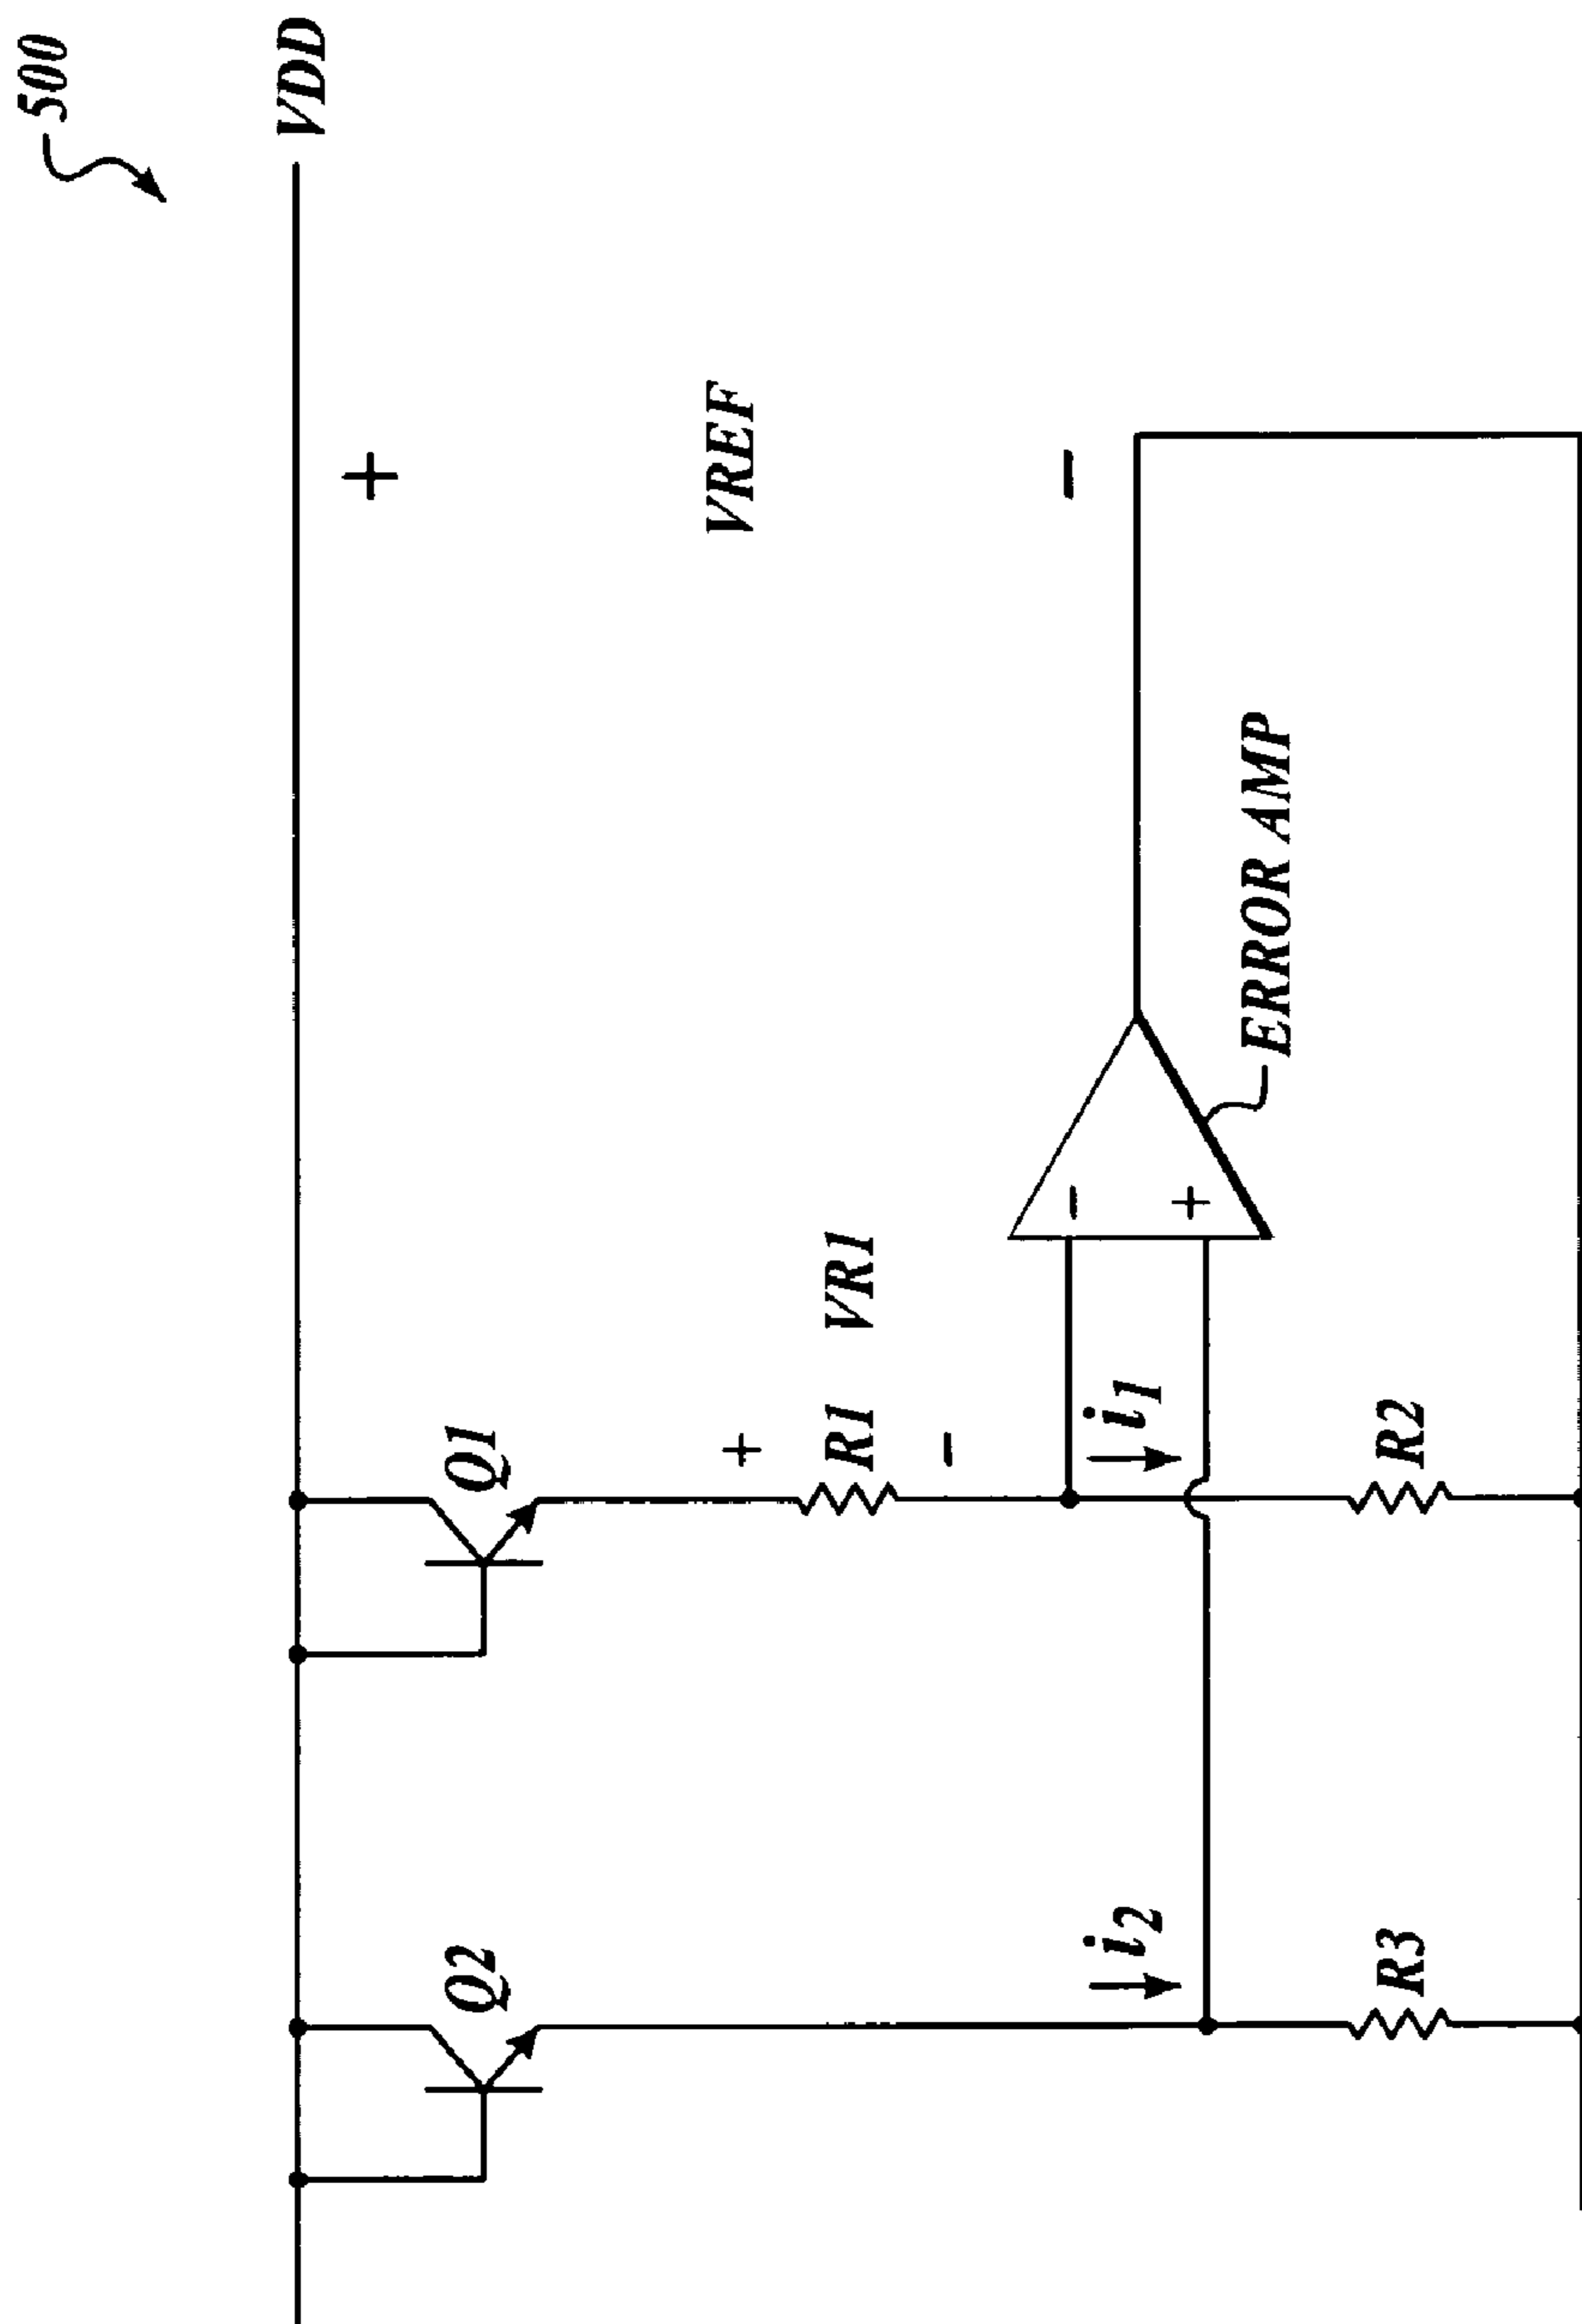 500
VDD
+
VREF
-
Q2
Q1
+
R1 VR1
-
i2
i1
-
+
ERROR AMP
R3
R2